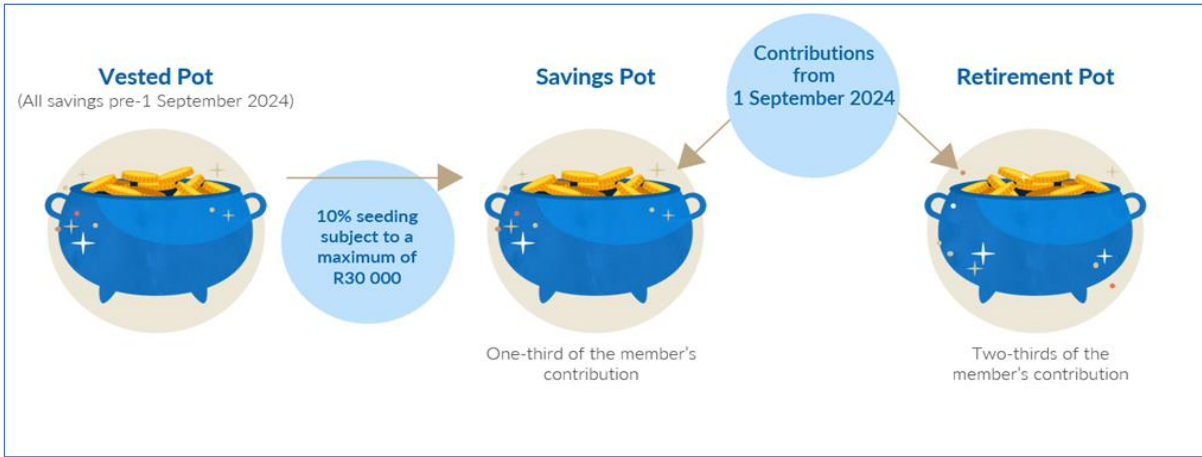 Vested Pot
(All savings pre-1 September 2024)
10% seeding
subject to a
maximum of
R30 000
Savings Pot
One-third of the member’s
contribution
Contributions
from
1 September 2024
Retirement Pot
Two-thirds of the
member’s contribution